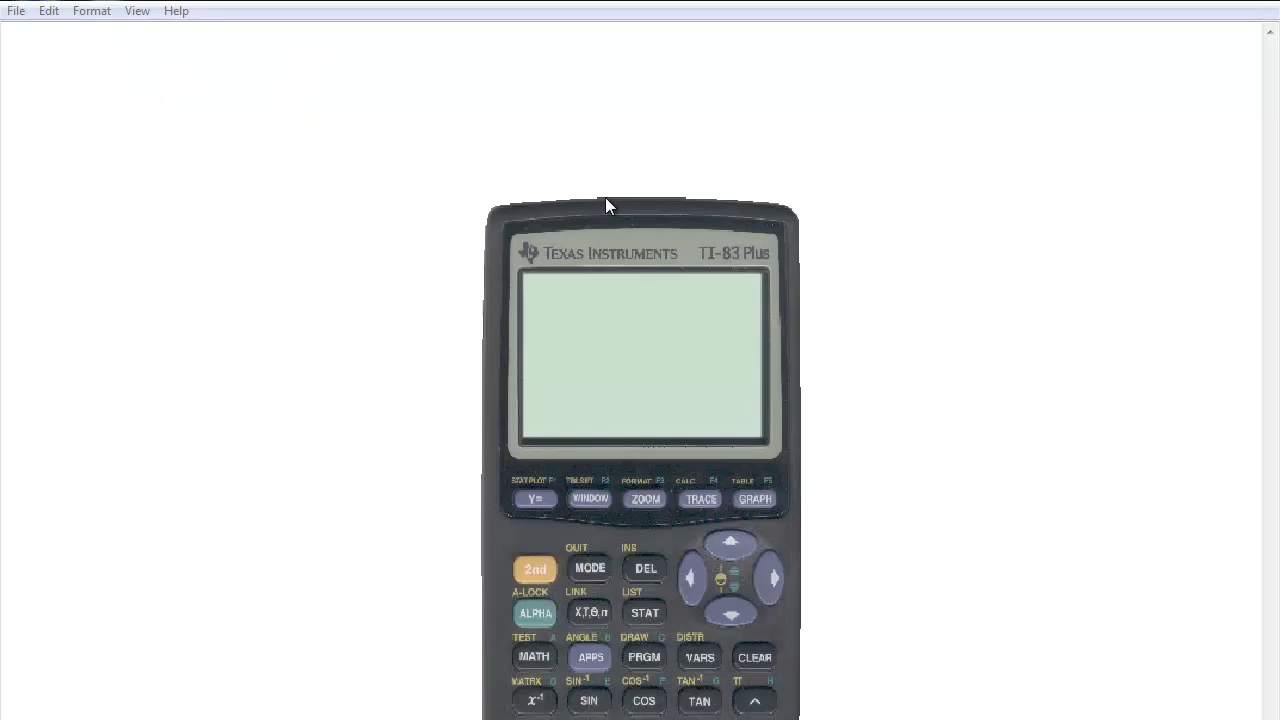 File Edit Format View Help
TEXAS INSTRUMENTS TI-83 Plus
STAT PLOT F1 TBLSET F2 FORMAT F3 CALC F4 TABLE F5
Y= WINDOW ZOOM TRACE GRAPH
QUIT INS
2nd MODE DEL
A-LOCK LINK LIST
ALPHA X,T,Θ,n STAT
TEST A ANGLE B DRAW C DISTR
MATH APPS PRGM VARS CLEAR
MATRX D SIN⁻¹ E COS⁻¹ F TAN⁻¹ G π H
x⁻¹ SIN COS TAN ^